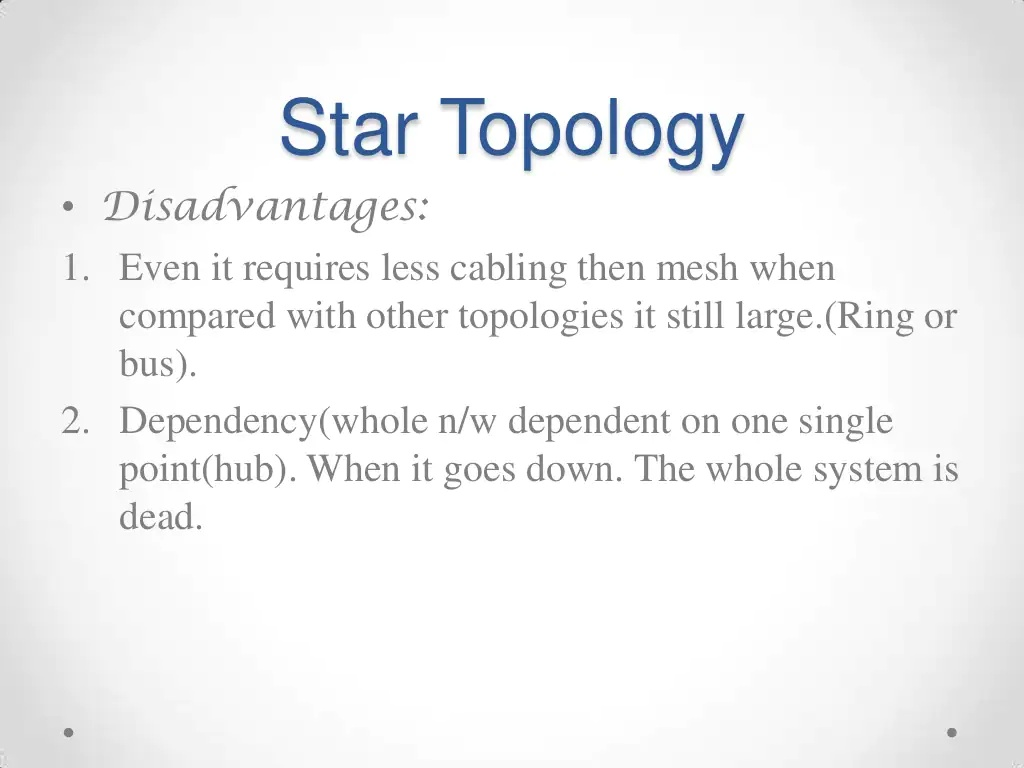 Star Topology
• Disadvantages:
1. Even it requires less cabling then mesh when
compared with other topologies it still large.(Ring or
bus).
2. Dependency(whole n/w dependent on one single
point(hub). When it goes down. The whole system is
dead.